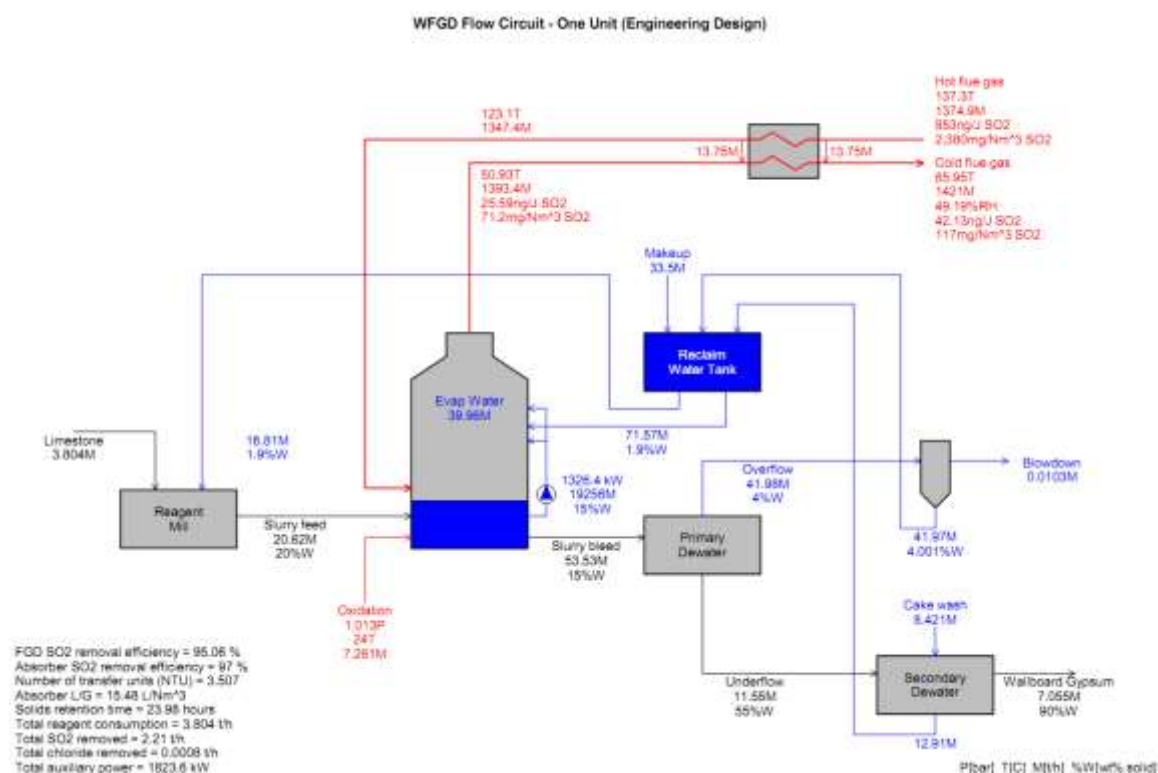 WFGD Flow Circuit - One Unit (Engineering Design)
Hot flue gas
137.3T
1374.9M
853ng/J SO2
2,380mg/Nm^3 SO2
123.1T
1347.4M
13.75M
13.75M
Cold flue gas
65.95T
1421M
49.19%RH
42.13ng/J SO2
117mg/Nm^3 SO2
50.93T
1393.4M
25.59ng/J SO2
71.2mg/Nm^3 SO2
Makeup
33.5M
Reclaim
Water Tank
Evap Water
39.96M
71.57M
1.9%W
Limestone
3.804M
16.81M
1.9%W
Overflow
41.98M
4%W
Blowdown
0.0103M
1326.4 kW
19256M
15%W
Reagent
Mill
Slurry feed
20.62M
20%W
Slurry bleed
53.53M
15%W
Primary
Dewater
41.97M
4.001%W
Oxidation
1.013P
24T
7.261M
Cake wash
8.421M
Underflow
11.55M
55%W
Secondary
Dewater
Wallboard Gypsum
7.055M
90%W
12.91M
FGD SO2 removal efficiency = 95.06 %
Absorber SO2 removal efficiency = 97 %
Number of transfer units (NTU) = 3.507
Absorber L/G = 15.48 L/Nm^3
Solids retention time = 23.98 hours
Total reagent consumption = 3.804 t/h
Total SO2 removed = 2.21 t/h
Total chloride removed = 0.0008 t/h
Total auxiliary power = 1823.6 kW
P[bar] T[C] M[t/h] %W[wt% solid]